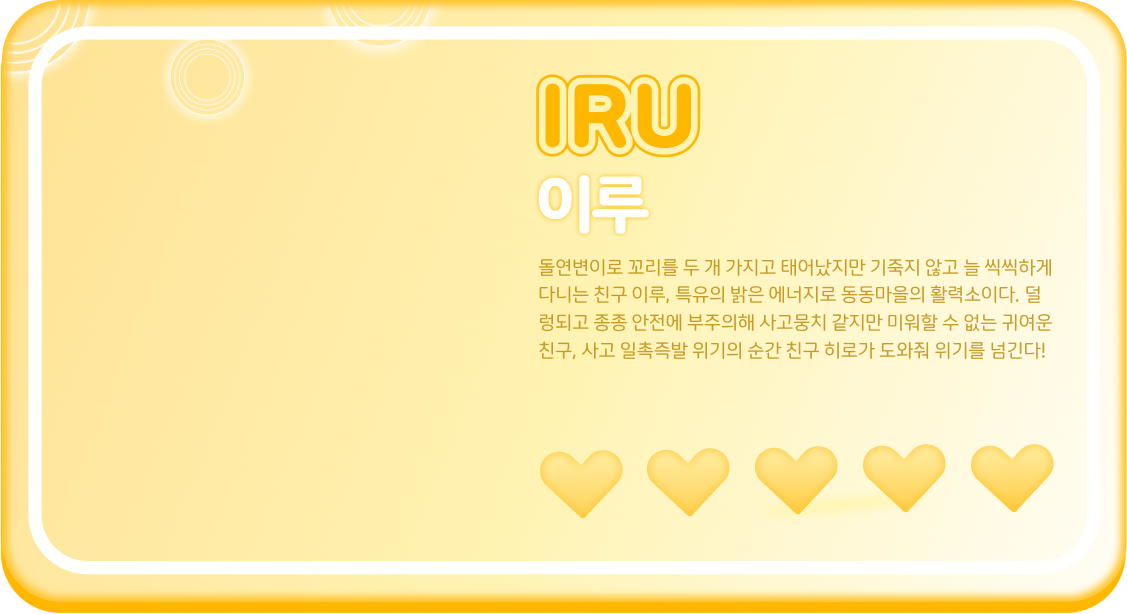 IRU
이루
돌연변이로 꼬리를 두 개 가지고 태어났지만 기죽지 않고 늘 씩씩하게
다니는 친구 이루, 특유의 밝은 에너지로 동동마을의 활력소이다. 덜
렁되고 종종 안전에 부주의해 사고뭉치 같지만 미워할 수 없는 귀여운
친구, 사고 일촉즉발 위기의 순간 친구 히로가 도와줘 위기를 넘긴다!